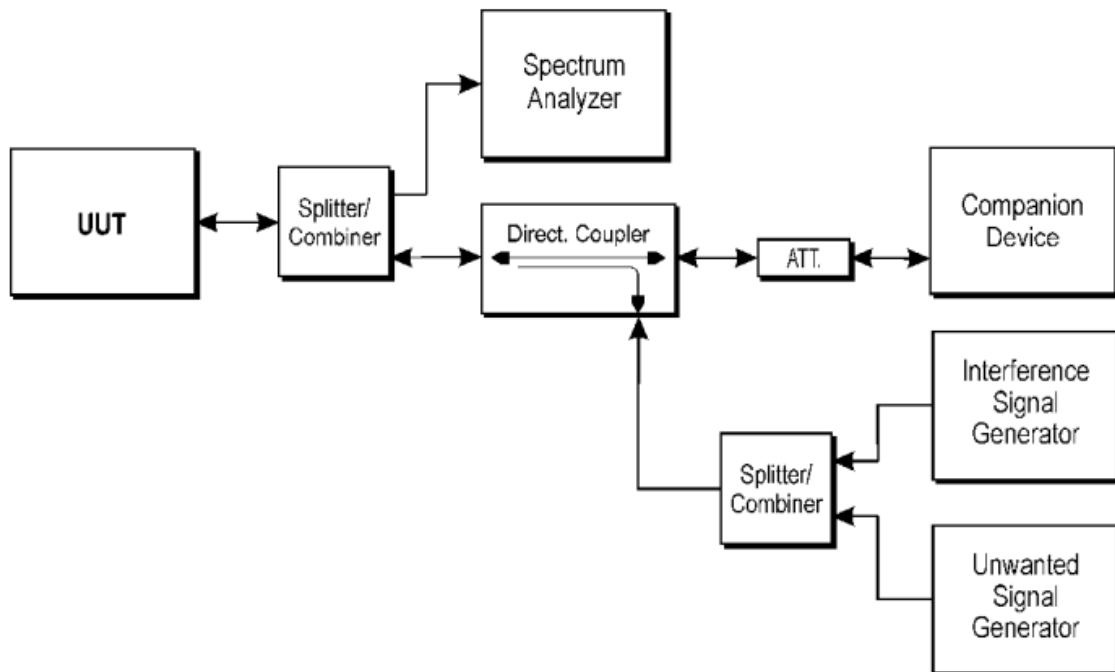 Spectrum
Analyzer
UUT
Splitter/
Combiner
Direct. Coupler
ATT.
Companion
Device
Interference
Signal
Generator
Splitter/
Combiner
Unwanted
Signal
Generator